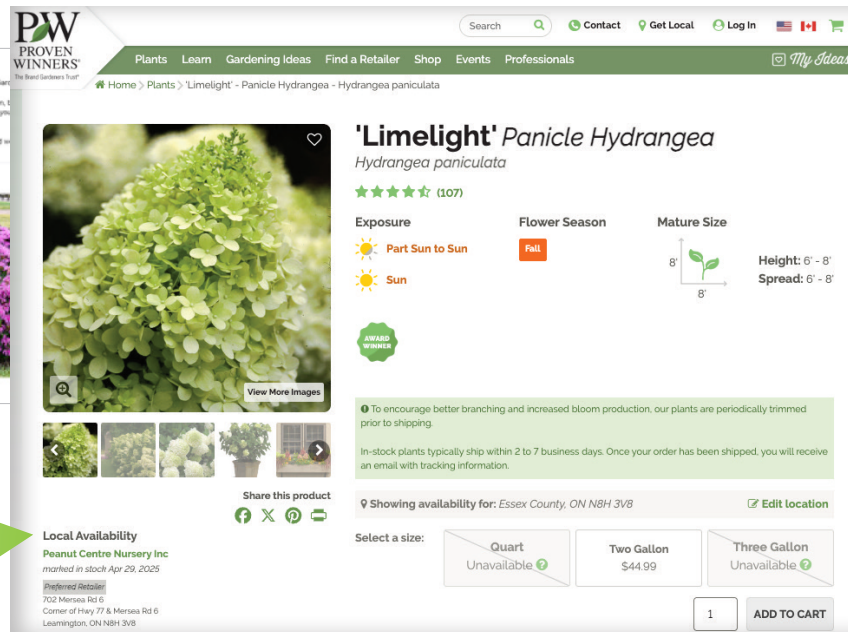 PW
PROVEN
WINNERS®
The Brand Gardeners Trust®
Search
Contact
Get Local
Log In
Plants
Learn
Gardening Ideas
Find a Retailer
Shop
Events
Professionals
My Ideas
Home > Plants > 'Limelight' - Panicle Hydrangea - Hydrangea paniculata
'Limelight' Panicle Hydrangea
Hydrangea paniculata
(107)
Exposure
Part Sun to Sun
Sun
Flower Season
Fall
Mature Size
8'
8'
Height: 6' - 8'
Spread: 6' - 8'
AWARD
WINNER
View More Images
To encourage better branching and increased bloom production, our plants are periodically trimmed
prior to shipping.
In-stock plants typically ship within 2 to 7 business days. Once your order has been shipped, you will receive
an email with tracking information.
Share this product
Showing availability for: Essex County, ON N8H 3V8
Edit location
Local Availability
Peanut Centre Nursery Inc
marked in stock Apr 29, 2025
Preferred Retailer
702 Mersea Rd 6
Corner of Hwy 77 & Mersea Rd 6
Leamington, ON N8H 3V8
Select a size:
Quart
Unavailable ?
Two Gallon
$44.99
Three Gallon
Unavailable ?
1
ADD TO CART